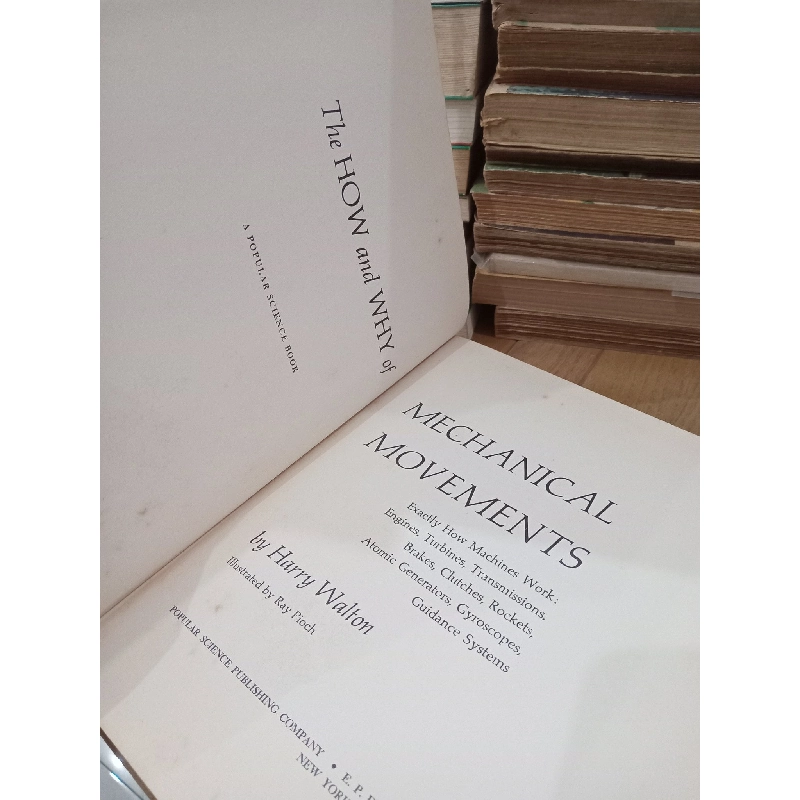 The HOW and WHY of
A POPULAR SCIENCE BOOK
MECHANICAL
MOVEMENTS
Exactly How Machines Work:
Engines, Turbines, Transmissions,
Brakes, Clutches, Rockets,
Atomic Generators, Gyroscopes,
Guidance Systems
by Harry Walton
Illustrated by Ray Pioch
POPULAR SCIENCE PUBLISHING COMPANY • E. P.
NEW YORK